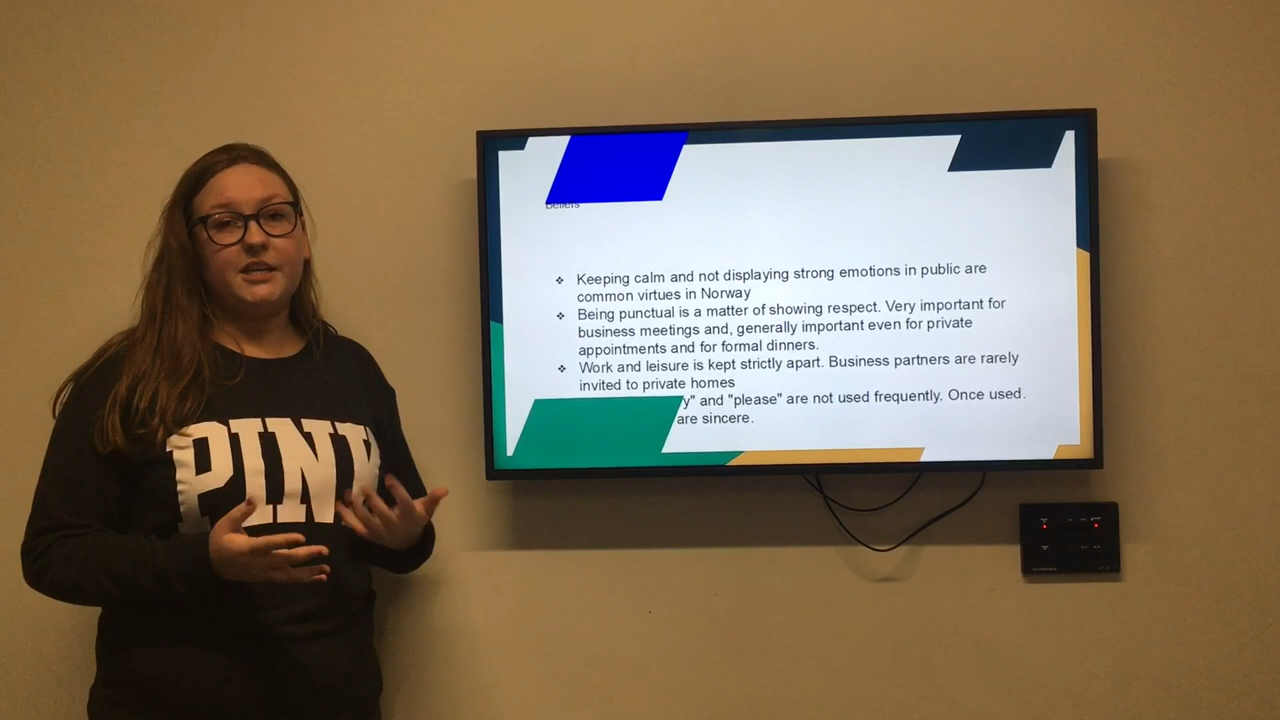 PINK
Beliefs
❖ Keeping calm and not displaying strong emotions in public are
common virtues in Norway
❖ Being punctual is a matter of showing respect. Very important for
business meetings and, generally important even for private
appointments and for formal dinners.
❖ Work and leisure is kept strictly apart. Business partners are rarely
invited to private homes
y" and "please" are not used frequently. Once used.
are sincere.